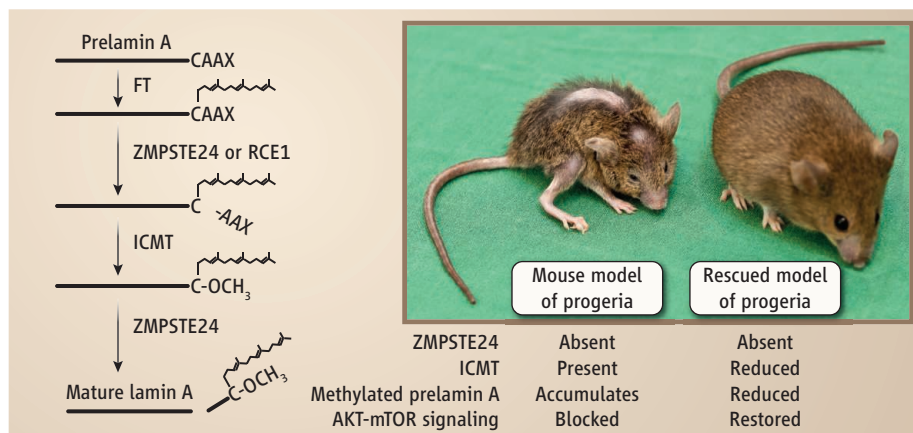 Prelamin A
CAAX
FT
CAAX
ZMPSTE24 or RCE1
C -AAX
ICMT
C-OCH₃
ZMPSTE24
C-OCH₃
Mature lamin A
Mouse model
of progeria
Rescued model
of progeria
ZMPSTE24 Absent Absent
ICMT Present Reduced
Methylated prelamin A Accumulates Reduced
AKT-mTOR signaling Blocked Restored